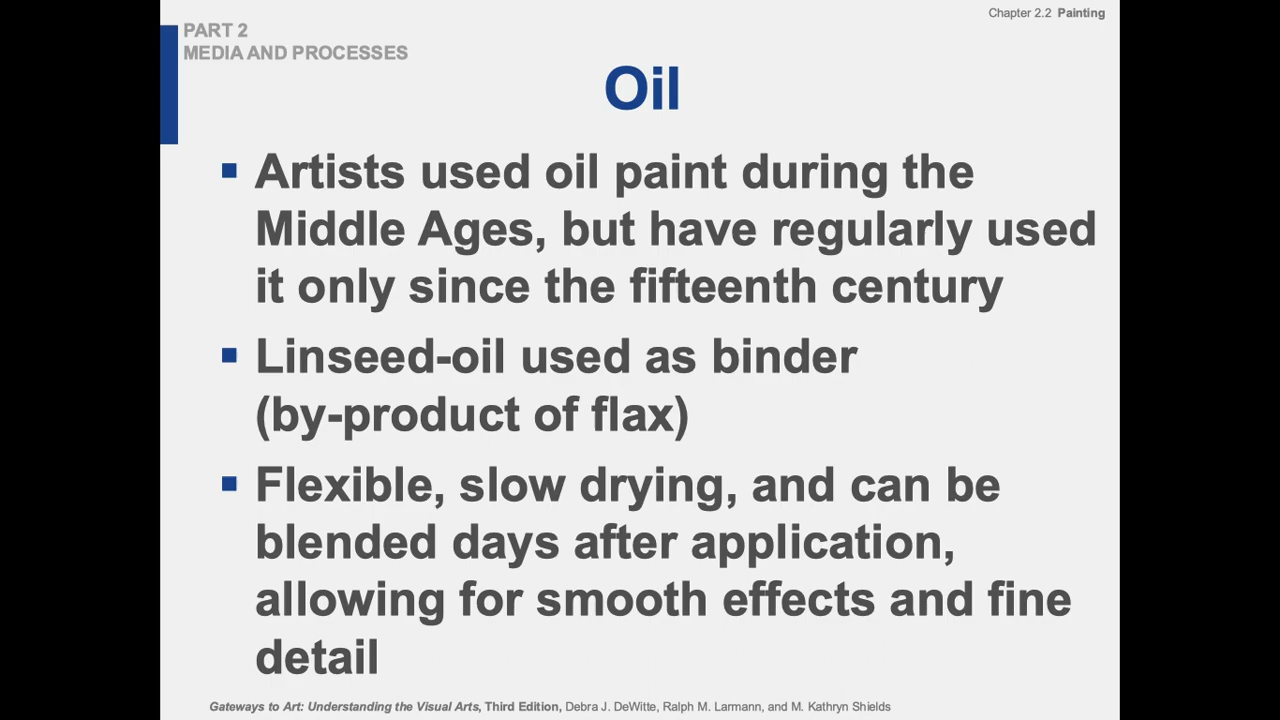 Chapter 2.2 Painting
PART 2
MEDIA AND PROCESSES
Oil
▪ Artists used oil paint during the
Middle Ages, but have regularly used
it only since the fifteenth century
▪ Linseed-oil used as binder
(by-product of flax)
▪ Flexible, slow drying, and can be
blended days after application,
allowing for smooth effects and fine
detail
Gateways to Art: Understanding the Visual Arts, Third Edition, Debra J. DeWitte, Ralph M. Larmann, and M. Kathryn Shields